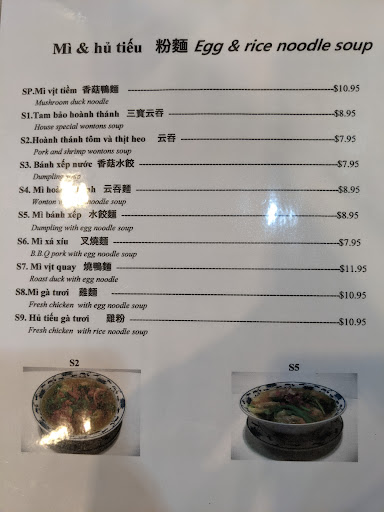 Mì & hủ tiếu 粉麵 Egg & rice noodle soup
SP.Mì vịt tiềm 香菇鴨麵 $10.95
Mushroom duck noodle
S1.Tam bảo hoành thánh 三寶云吞 $8.95
House special wontons soup
S2.Hoành thánh tôm và thịt heo 云吞 $7.95
Pork and shrimp wontons soup
S3. Bánh xếp nước 香菇水餃 $7.95
Dumpling
S4. Mì云吞麵 $8.95
Wonton noodle soup
S5. Mì bánh xếp 水餃麵 $8.95
Dumpling with egg noodle soup
S6. Mì xá xíu 叉燒麵 $7.95
B.B.Q pork with egg noodle soup
S7. Mì vịt quay 燒鴨麵 $11.95
Roast duck with egg noodle
S8.Mì gà tươi 雞麵 $10.95
Fresh chicken with egg noodle soup
S9. Hủ tiếu gà tươi 雞粉 $10.95
Fresh chicken with rice noodle soup
S2
S5